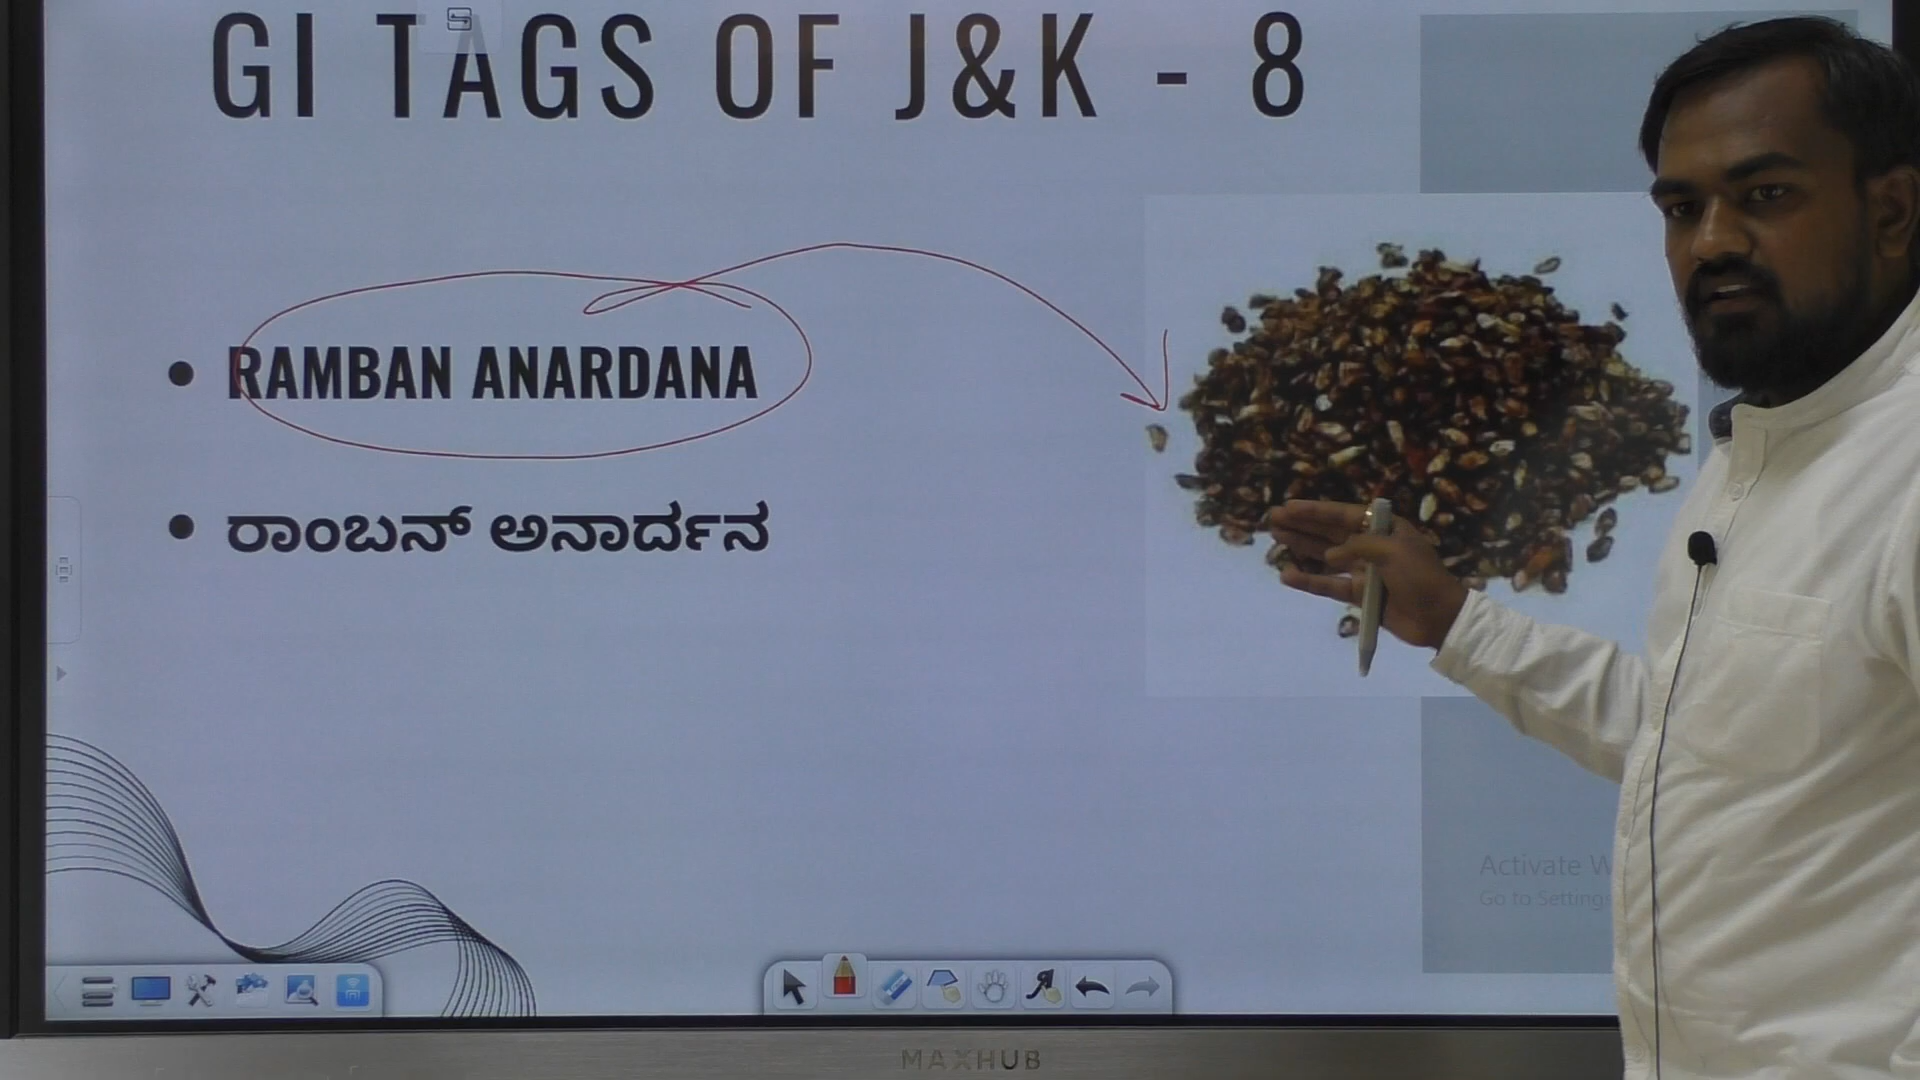 GI TAGS OF J&K - 8
• RAMBAN ANARDANA
• ರಾಂಬನ್ ಅನಾರ್ದನ
Activate W
Go to Settings
MAXHUB